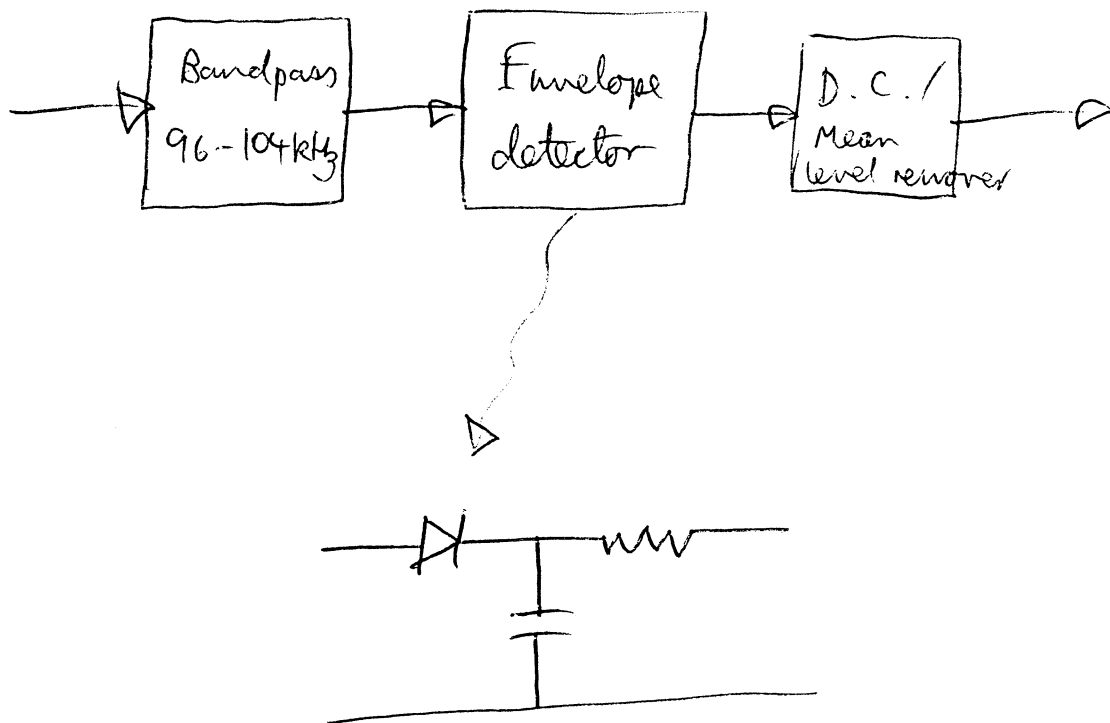 Bandpass
96-104kHz
Envelope
detector
D.C./
Mean
level remover